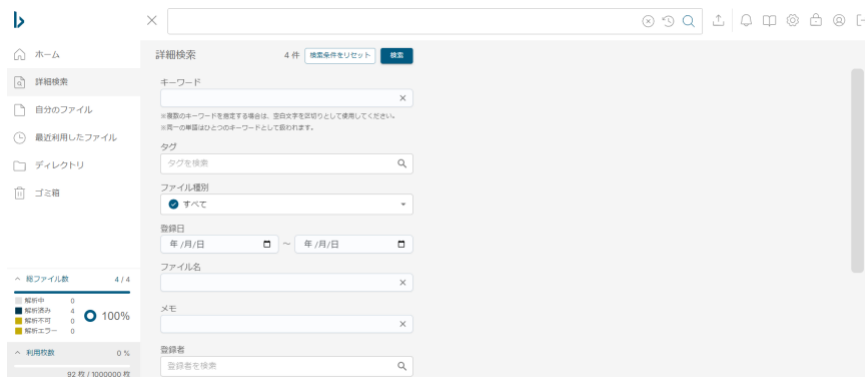 ホーム
詳細検索
自分のファイル
最近利用したファイル
ディレクトリ
ゴミ箱
総ファイル数 4 / 4
解析中 0
解析済み 4
解析不可 0
解析エラー 0
100%
利用枚数 0 %
92 枚 / 1000000 枚
詳細検索 4 件 検索条件をリセット 検索
キーワード
※複数のキーワードを指定する場合は、空白文字を区切りとして使用してください。
※同一の単語はひとつのキーワードとして扱われます。
タグ
タグを検索
ファイル種別
すべて
登録日
年 /月/日 ~ 年 /月/日
ファイル名
メモ
登録者
登録者を検索